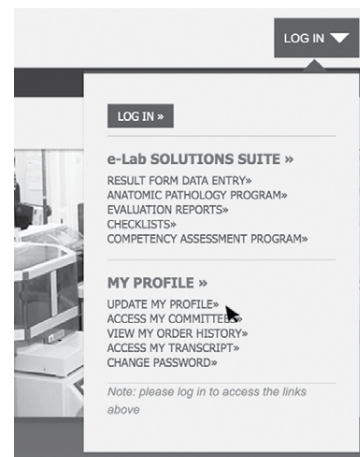 LOG IN
LOG IN »
e-Lab SOLUTIONS SUITE »
RESULT FORM DATA ENTRY»
ANATOMIC PATHOLOGY PROGRAM»
EVALUATION REPORTS»
CHECKLISTS»
COMPETENCY ASSESSMENT PROGRAM»
MY PROFILE »
UPDATE MY PROFILE»
ACCESS MY COMMITTEES»
VIEW MY ORDER HISTORY»
ACCESS MY TRANSCRIPT»
CHANGE PASSWORD»
Note: please log in to access the links
above